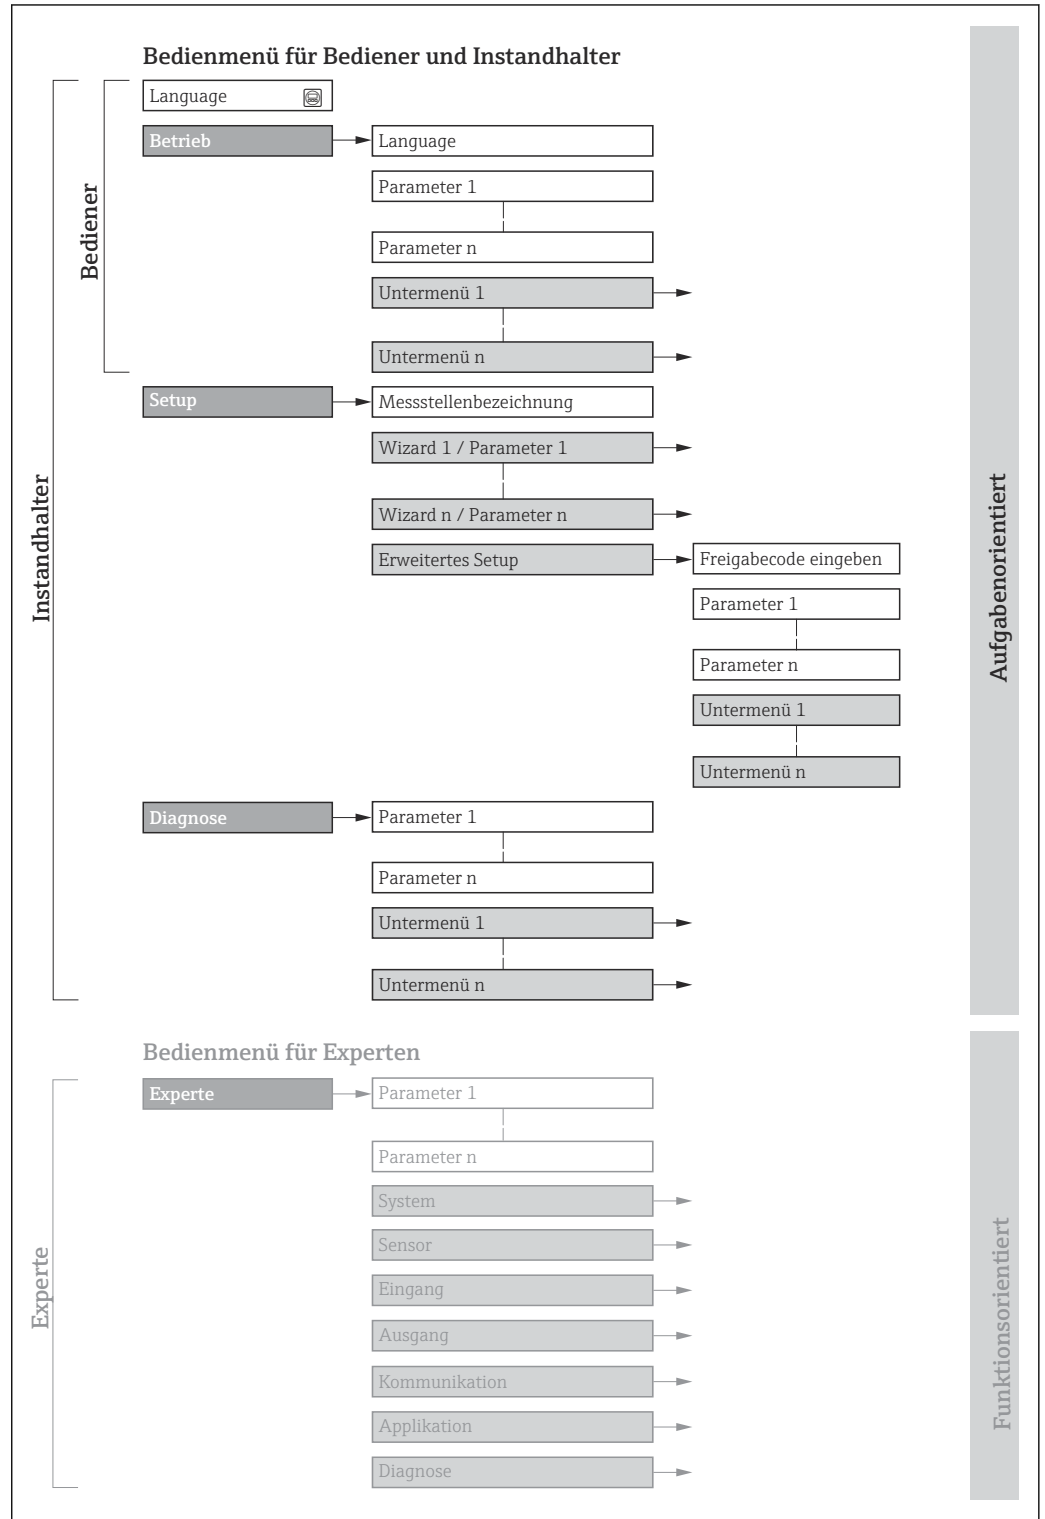 Bedienmenü für Bediener und Instandhalter
Language
Betrieb
Language
Parameter 1
Parameter n
Untermenü 1
Untermenü n
Bediener
Setup
Messstellenbezeichnung
Wizard 1 / Parameter 1
Wizard n / Parameter n
Erweitertes Setup
Freigabecode eingeben
Parameter 1
Parameter n
Untermenü 1
Untermenü n
Instandhalter
Aufgabenorientiert
Diagnose
Parameter 1
Parameter n
Untermenü 1
Untermenü n
Bedienmenü für Experten
Experte
Parameter 1
Parameter n
System
Sensor
Eingang
Ausgang
Kommunikation
Applikation
Diagnose
Experte
Funktionsorientiert